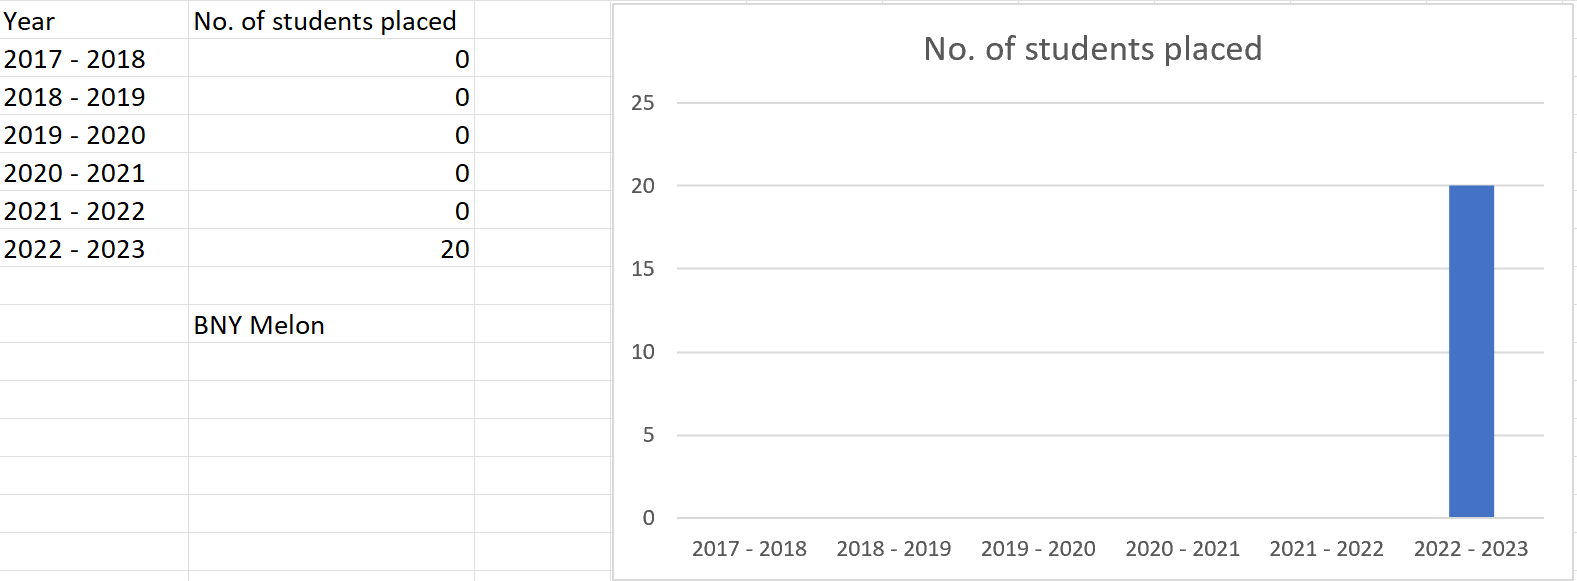 Year No. of students placed
2017 - 2018 0
2018 - 2019 0
2019 - 2020 0
2020 - 2021 0
2021 - 2022 0
2022 - 2023 20
BNY Melon
No. of students placed
25
20
15
10
5
0
2017 - 2018 2018 - 2019 2019 - 2020 2020 - 2021 2021 - 2022 2022 - 2023